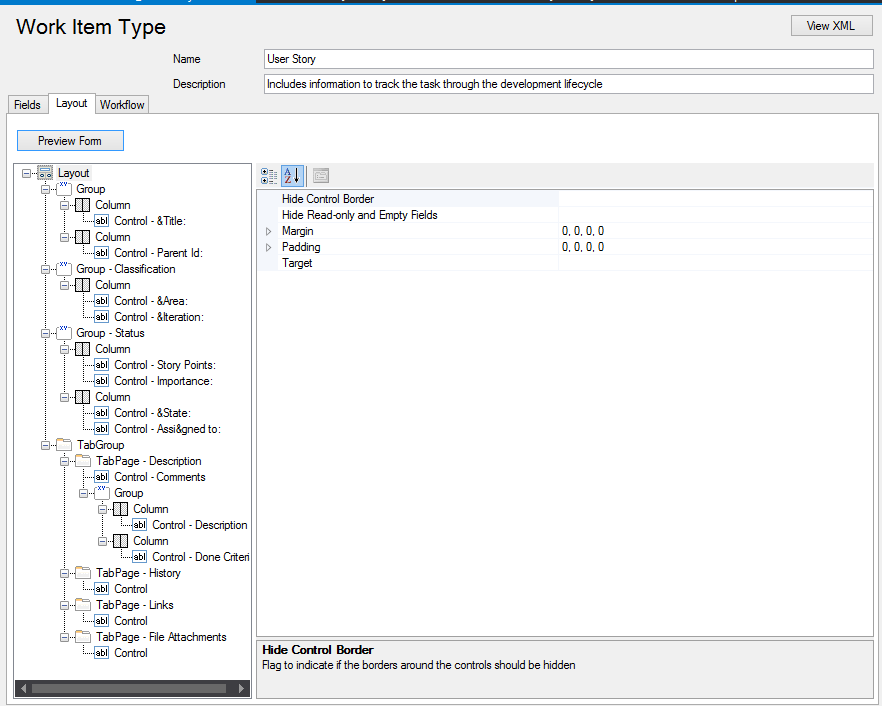 Work Item Type
View XML
Name
User Story
Description
Includes information to track the task through the development lifecycle
Fields
Layout
Workflow
Preview Form
Layout
Group
Column
Control - &Title:
Column
Control - Parent Id:
Group - Classification
Column
Control - &Area:
Control - &Iteration:
Group - Status
Column
Control - Story Points:
Control - Importance:
Column
Control - &State:
Control - Assi&gned to:
TabGroup
TabPage - Description
Control - Comments
Group
Column
Control - Description
Column
Control - Done Criteri
TabPage - History
Control
TabPage - Links
Control
TabPage - File Attachments
Control
Hide Control Border
Hide Read-only and Empty Fields
Margin 0, 0, 0, 0
Padding 0, 0, 0, 0
Target
Hide Control Border
Flag to indicate if the borders around the controls should be hidden